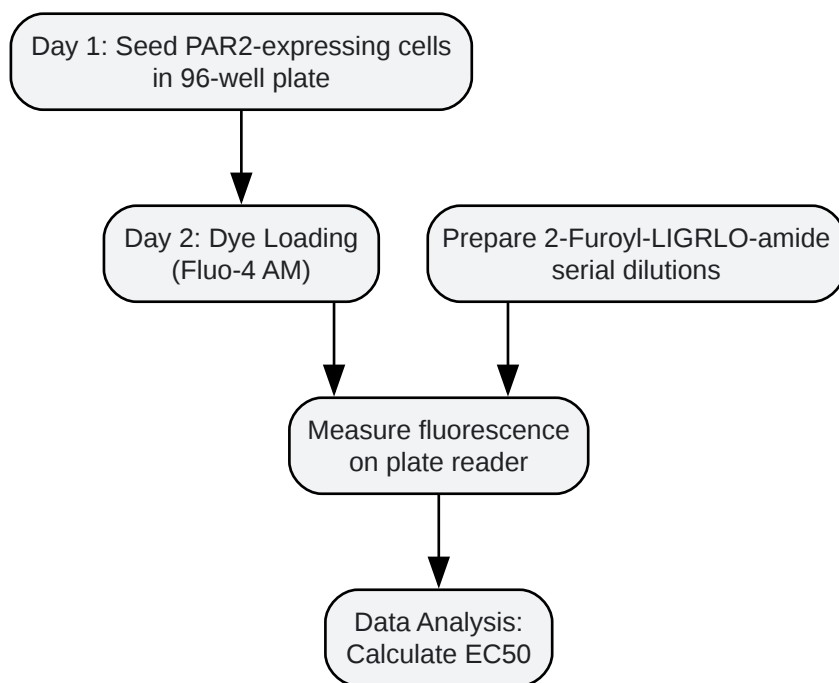 Day 1: Seed PAR2-expressing cells
in 96-well plate
Day 2: Dye Loading
(Fluo-4 AM)
Prepare 2-Furoyl-LIGRLO-amide
serial dilutions
Measure fluorescence
on plate reader
Data Analysis:
Calculate EC50